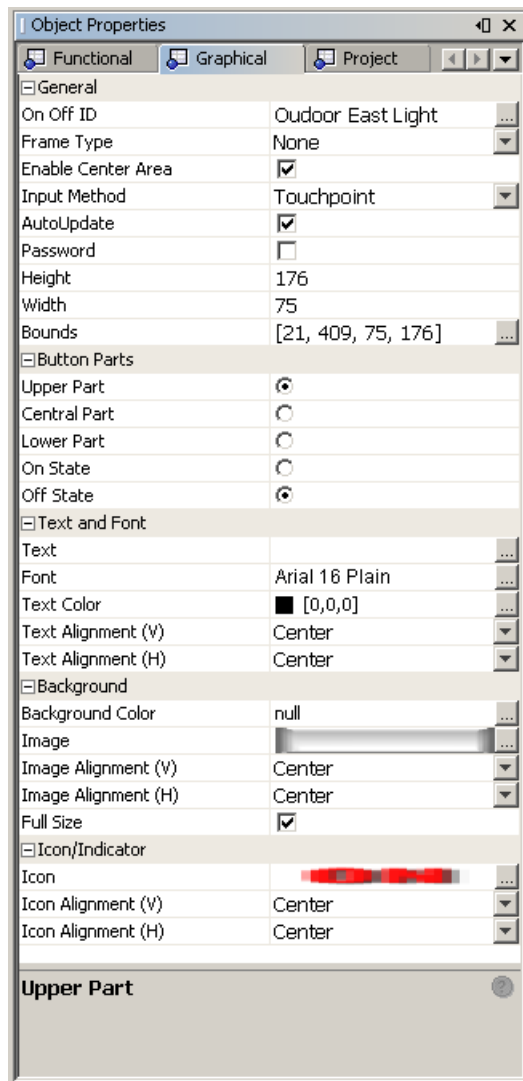 Object Properties
Functional Graphical Project
General
On Off ID Oudoor East Light ...
Frame Type None
Enable Center Area
Input Method Touchpoint
AutoUpdate
Password
Height 176
Width 75
Bounds [21, 409, 75, 176] ...
Button Parts
Upper Part
Central Part
Lower Part
On State
Off State
Text and Font
Text ...
Font Arial 16 Plain ...
Text Color [0,0,0] ...
Text Alignment (V) Center
Text Alignment (H) Center
Background
Background Color null ...
Image ...
Image Alignment (V) Center
Image Alignment (H) Center
Full Size
Icon/Indicator
Icon ...
Icon Alignment (V) Center
Icon Alignment (H) Center
Upper Part ?